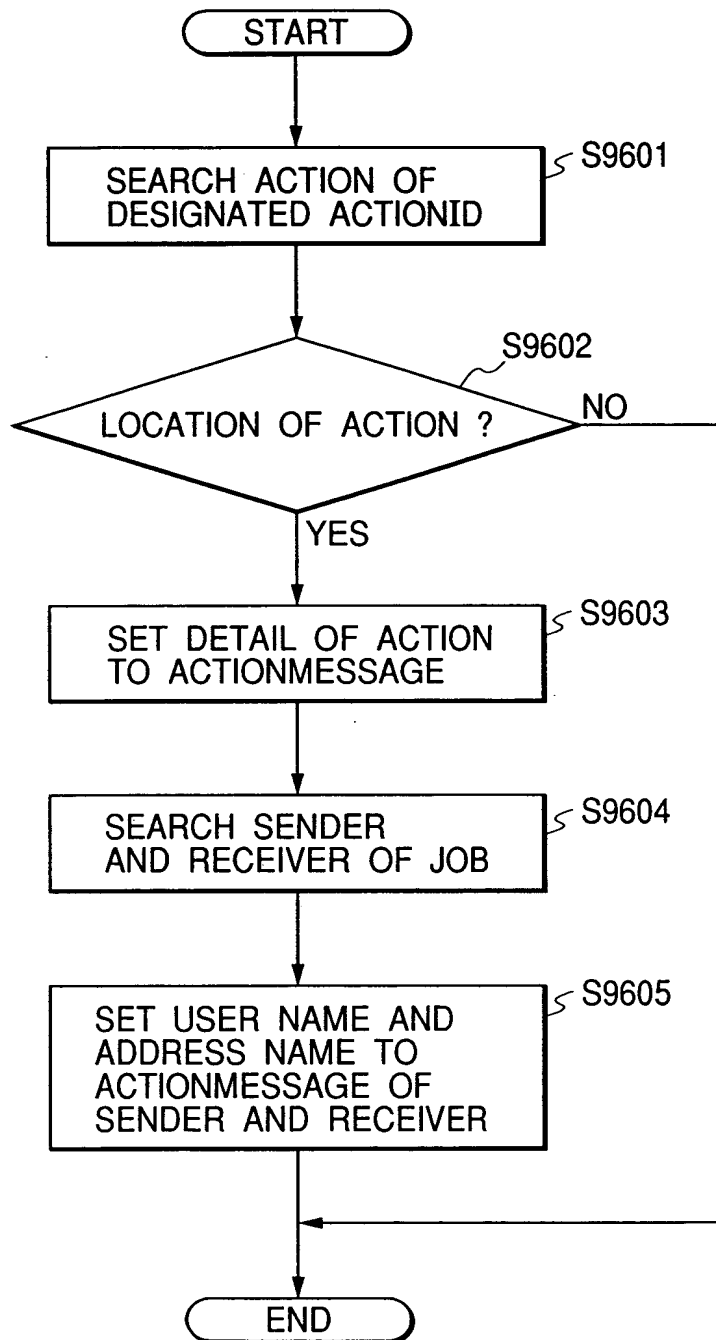 START
SEARCH ACTION OF
DESIGNATED ACTIONID
S9601
LOCATION OF ACTION ?
S9602
NO
YES
SET DETAIL OF ACTION
TO ACTIONMESSAGE
S9603
SEARCH SENDER
AND RECEIVER OF JOB
S9604
SET USER NAME AND
ADDRESS NAME TO
ACTIONMESSAGE OF
SENDER AND RECEIVER
S9605
END